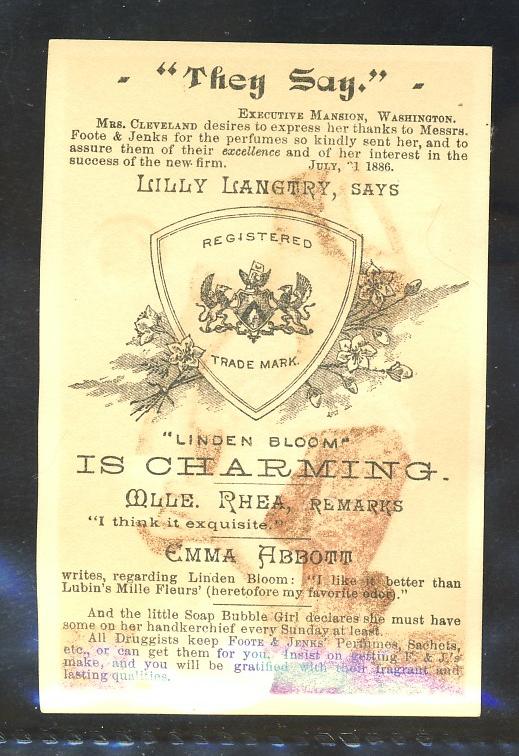 - "They Say." -
EXECUTIVE MANSION, WASHINGTON.
MRS. CLEVELAND desires to express her thanks to Messrs.
Foote & Jenks for the perfumes so kindly sent her, and to
assure them of their excellence and of her interest in the
success of the new firm. JULY, 21 1886.
LILLY LANGTRY, SAYS
REGISTERED
TRADE MARK.
"LINDEN BLOOM"
IS CHARMING.
MLLE. RHEA, REMARKS
"I think it exquisite."
EMMA ABBOTT
writes, regarding Linden Bloom: "I like it better than
Lubin's Mille Fleurs' (heretofore my favorite odor)."
And the little Soap Bubble Girl declares she must have
some on her handkerchief every Sunday at least.
All Druggists keep FOOTE & JENKS' Perfumes, Sachets,
etc., or can get them for you. Insist on getting F. & J.'s
make, and you will be gratified with their fragrant and
lasting qualities.